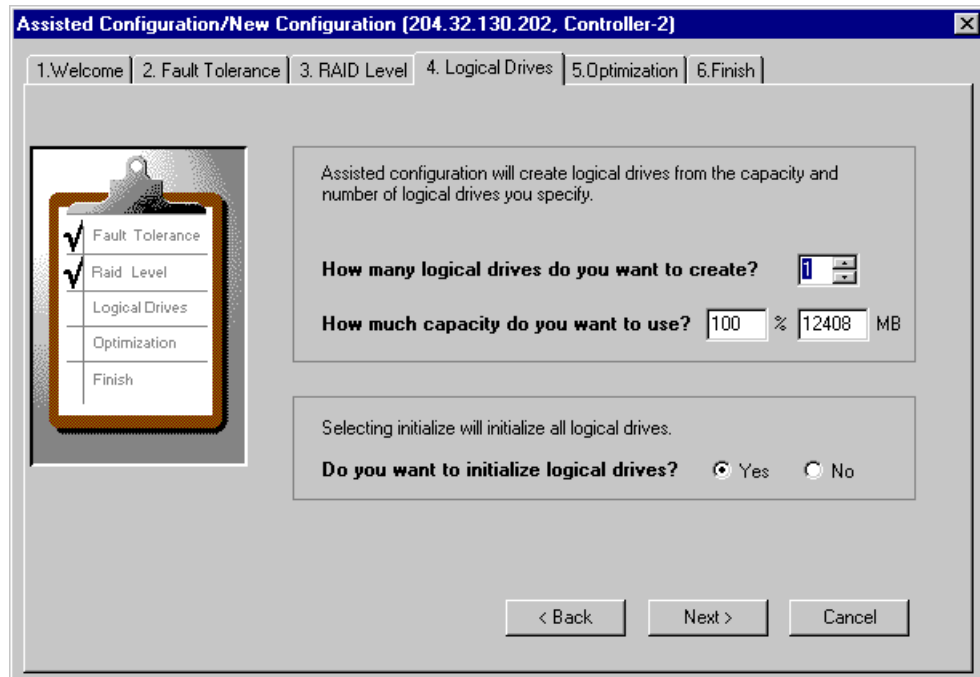 Assisted Configuration/New Configuration (204.32.130.202, Controller-2)
1.Welcome 2. Fault Tolerance 3. RAID Level 4. Logical Drives 5.Optimization 6.Finish
Fault Tolerance
Raid Level
Logical Drives
Optimization
Finish
Assisted configuration will create logical drives from the capacity and
number of logical drives you specify.
How many logical drives do you want to create? 1
How much capacity do you want to use? 100 % 12408 MB
Selecting initialize will initialize all logical drives.
Do you want to initialize logical drives? Yes No
< Back Next > Cancel